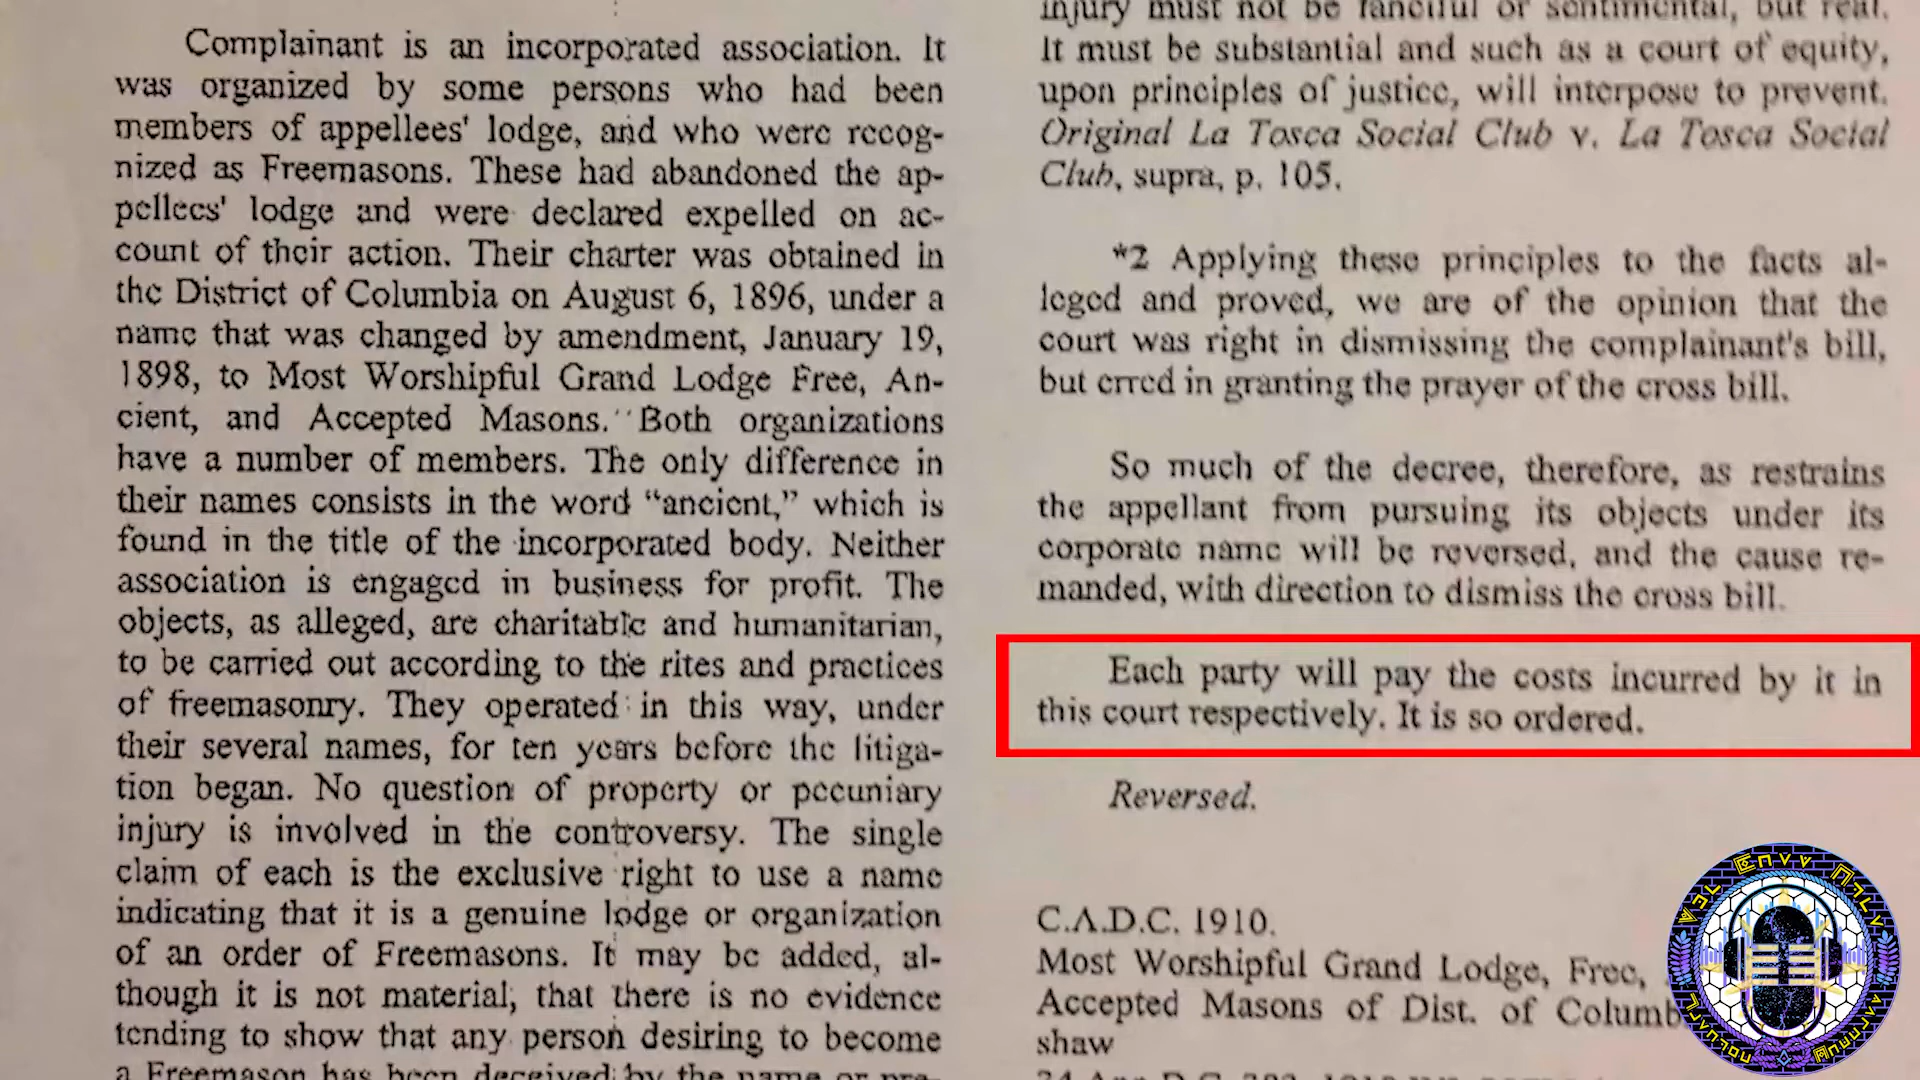 Complainant is an incorporated association. It
was organized by some persons who had been
members of appellees' lodge, and who were recog-
nized as Freemasons. These had abandoned the ap-
pellees' lodge and were declared expelled on ac-
count of their action. Their charter was obtained in
the District of Columbia on August 6, 1896, under a
name that was changed by amendment, January 19,
1898, to Most Worshipful Grand Lodge Free, An-
cient, and Accepted Masons. Both organizations
have a number of members. The only difference in
their names consists in the word “ancient,” which is
found in the title of the incorporated body. Neither
association is engaged in business for profit. The
objects, as alleged, are charitable and humanitarian,
to be carried out according to the rites and practices
of freemasonry. They operated in this way, under
their several names, for ten years before the litiga-
tion began. No question of property or pecuniary
injury is involved in the controversy. The single
claim of each is the exclusive right to use a name
indicating that it is a genuine lodge or organization
of an order of Freemasons. It may be added, al-
though it is not material, that there is no evidence
tending to show that any person desiring to become
a Freemason has been deceived by the name or pre-
injury must not be fanciful or sentimental, but real.
It must be substantial and such as a court of equity,
upon principles of justice, will interpose to prevent.
Original La Tosca Social Club v. La Tosca Social
Club, supra, p. 105.
*2 Applying these principles to the facts al-
leged and proved, we are of the opinion that the
court was right in dismissing the complainant's bill,
but erred in granting the prayer of the cross bill.
So much of the decree, therefore, as restrains
the appellant from pursuing its objects under its
corporate name will be reversed, and the cause re-
manded, with direction to dismiss the cross bill.
Each party will pay the costs incurred by it in
this court respectively. It is so ordered.
Reversed.
C.A.D.C. 1910.
Most Worshipful Grand Lodge, Free,
Accepted Masons of Dist. of Columb
shaw